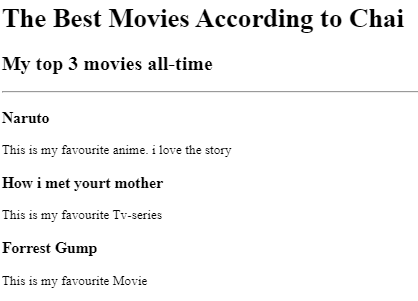 The Best Movies According to Chai
My top 3 movies all-time
Naruto
This is my favourite anime. i love the story
How i met yourt mother
This is my favourite Tv-series
Forrest Gump
This is my favourite Movie